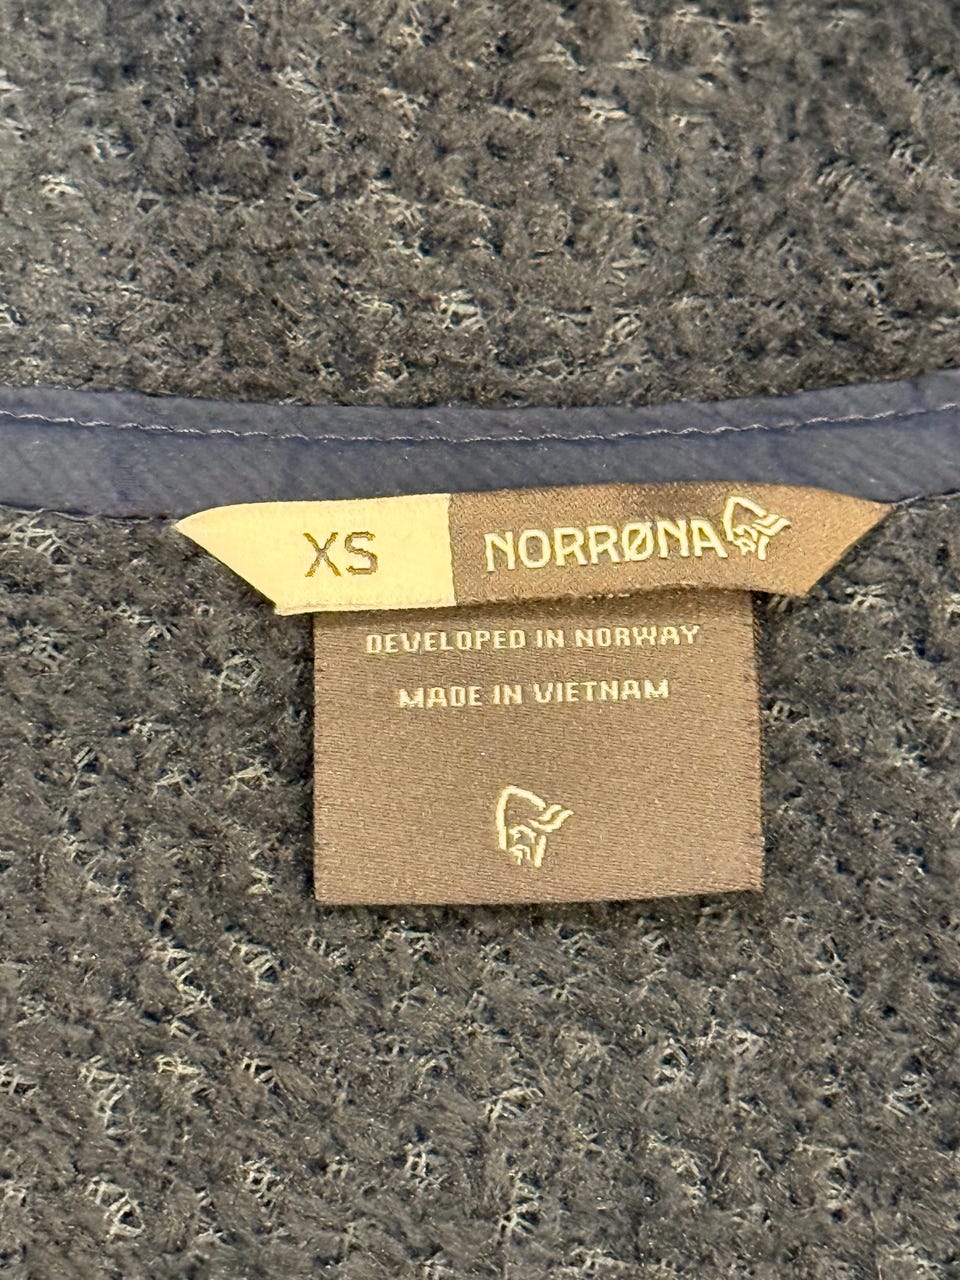 XS NORRØNA
DEVELOPED IN NORWAY
MADE IN VIETNAM